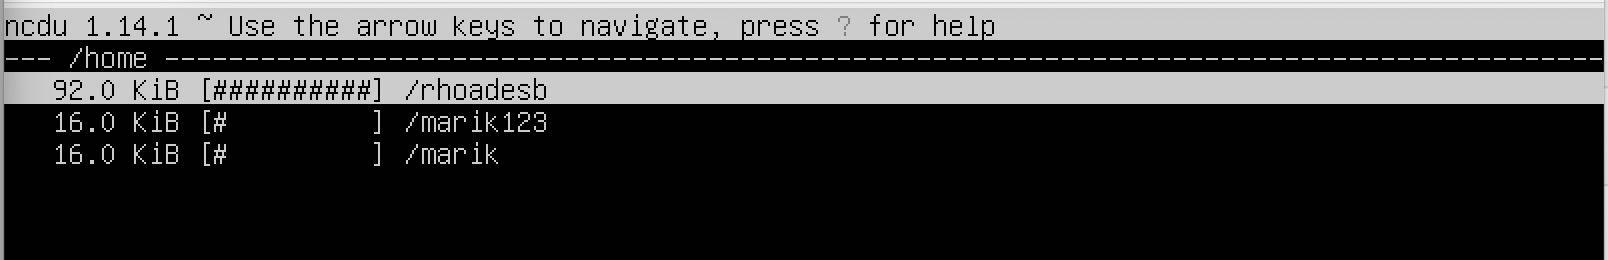 ncdu 1.14.1 ~ Use the arrow keys to navigate, press ? for help
--- /home ----------------------------------------------------------------------------------------
92.0 KiB [##########] /rhoadesb
16.0 KiB [#         ] /marik123
16.0 KiB [#         ] /marik